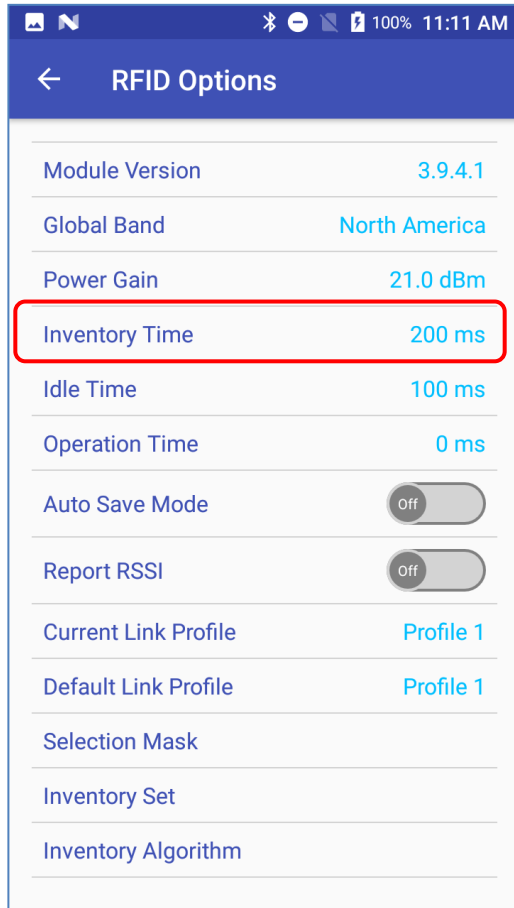 100% 11:11 AM
RFID Options
Module Version 3.9.4.1
Global Band North America
Power Gain 21.0 dBm
Inventory Time 200 ms
Idle Time 100 ms
Operation Time 0 ms
Auto Save Mode Off
Report RSSI Off
Current Link Profile Profile 1
Default Link Profile Profile 1
Selection Mask
Inventory Set
Inventory Algorithm